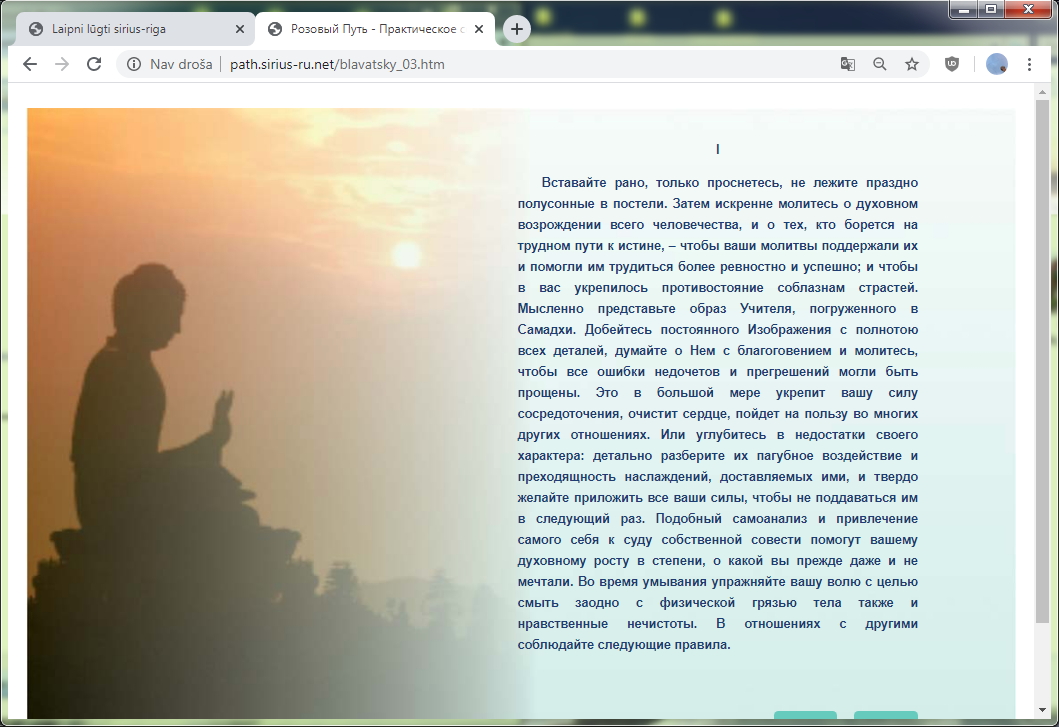 Laipni lūgti sirius-riga
Розовый Путь - Практическое с
Nav droša
path.sirius-ru.net/blavatsky_03.htm
I
Вставайте рано, только проснетесь, не лежите праздно
полусонные в постели. Затем искренне молитесь о духовном
возрождении всего человечества, и о тех, кто борется на
трудном пути к истине, – чтобы ваши молитвы поддержали их
и помогли им трудиться более ревностно и успешно; и чтобы
в вас укрепилось противостояние соблазнам страстей.
Мысленно представьте образ Учителя, погруженного в
Самадхи. Добейтесь постоянного Изображения с полнотою
всех деталей, думайте о Нем с благоговением и молитесь,
чтобы все ошибки недочетов и прегрешений могли быть
прощены. Это в большой мере укрепит вашу силу
сосредоточения, очистит сердце, пойдет на пользу во многих
других отношениях. Или углубитесь в недостатки своего
характера: детально разберите их пагубное воздействие и
преходящность наслаждений, доставляемых ими, и твердо
желайте приложить все ваши силы, чтобы не поддаваться им
в следующий раз. Подобный самоанализ и привлечение
самого себя к суду собственной совести помогут вашему
духовному росту в степени, о какой вы прежде даже и не
мечтали. Во время умывания упражняйте вашу волю с целью
смыть заодно с физической грязью тела также и
нравственные нечистоты. В отношениях с другими
соблюдайте следующие правила.